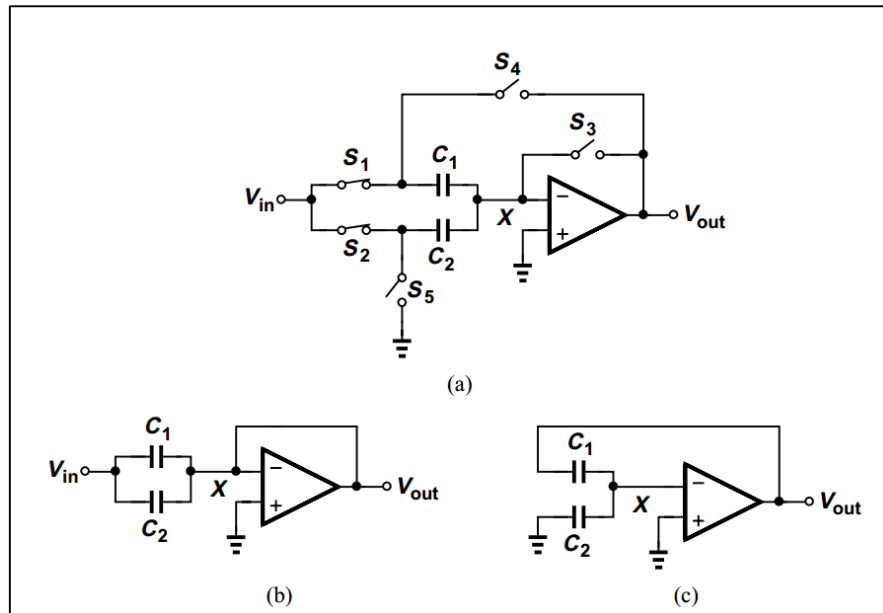 S4
S3
S1
C1
Vin
X
−
+
Vout
S2
C2
S5
(a)
C1
Vin
X
−
+
Vout
C2
(b)
C1
X
−
+
Vout
C2
(c)